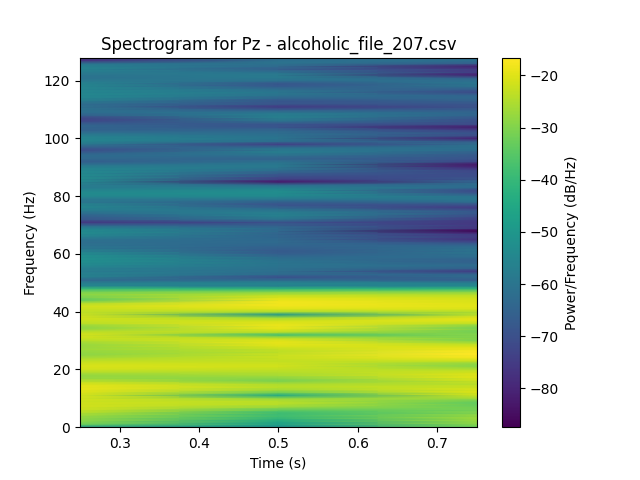 Spectrogram for Pz - alcoholic_file_207.csv
120
100
80
60
40
20
0
Frequency (Hz)
0.3 0.4 0.5 0.6 0.7
Time (s)
−20
−30
−40
−50
−60
−70
−80
Power/Frequency (dB/Hz)